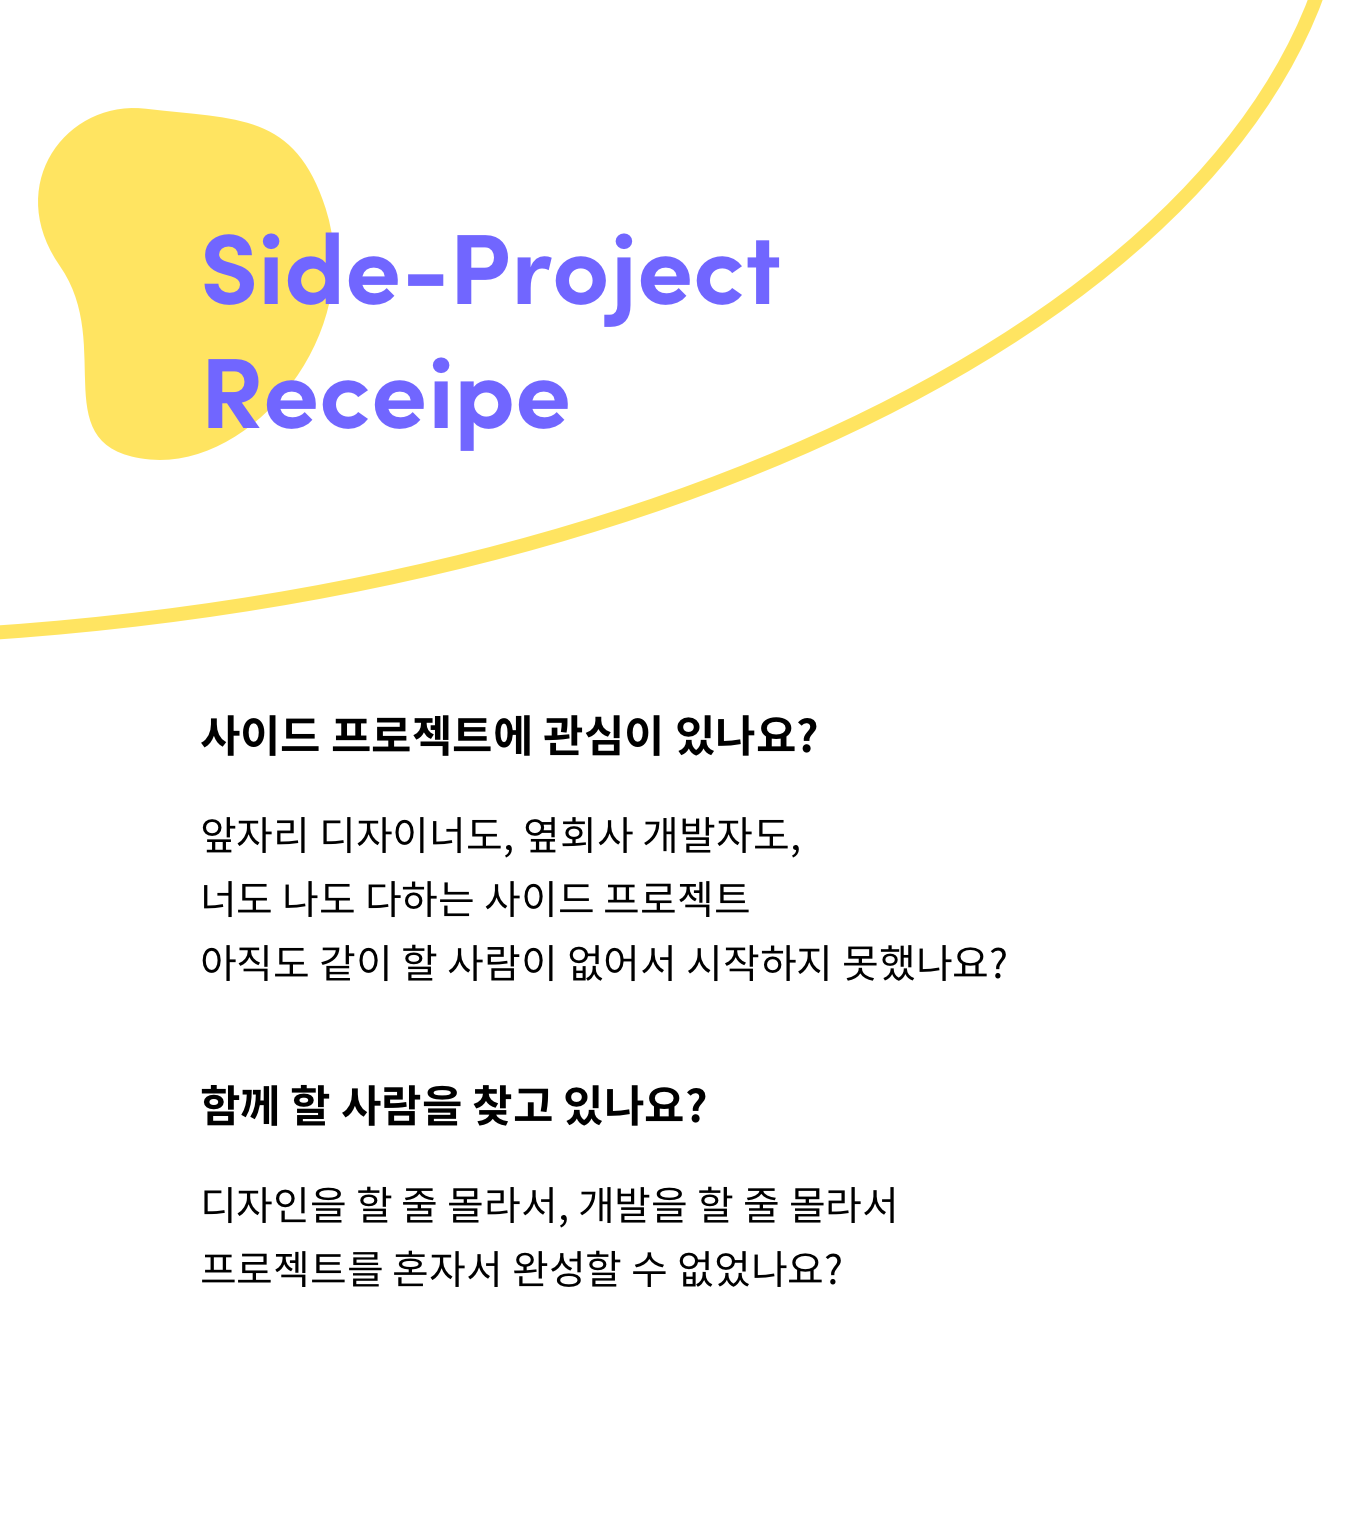 Side-Project
Receipe
사이드 프로젝트에 관심이 있나요?
앞자리 디자이너도, 옆회사 개발자도,
너도 나도 다하는 사이드 프로젝트
아직도 같이 할 사람이 없어서 시작하지 못했나요?
함께 할 사람을 찾고 있나요?
디자인을 할 줄 몰라서, 개발을 할 줄 몰라서
프로젝트를 혼자서 완성할 수 없었나요?